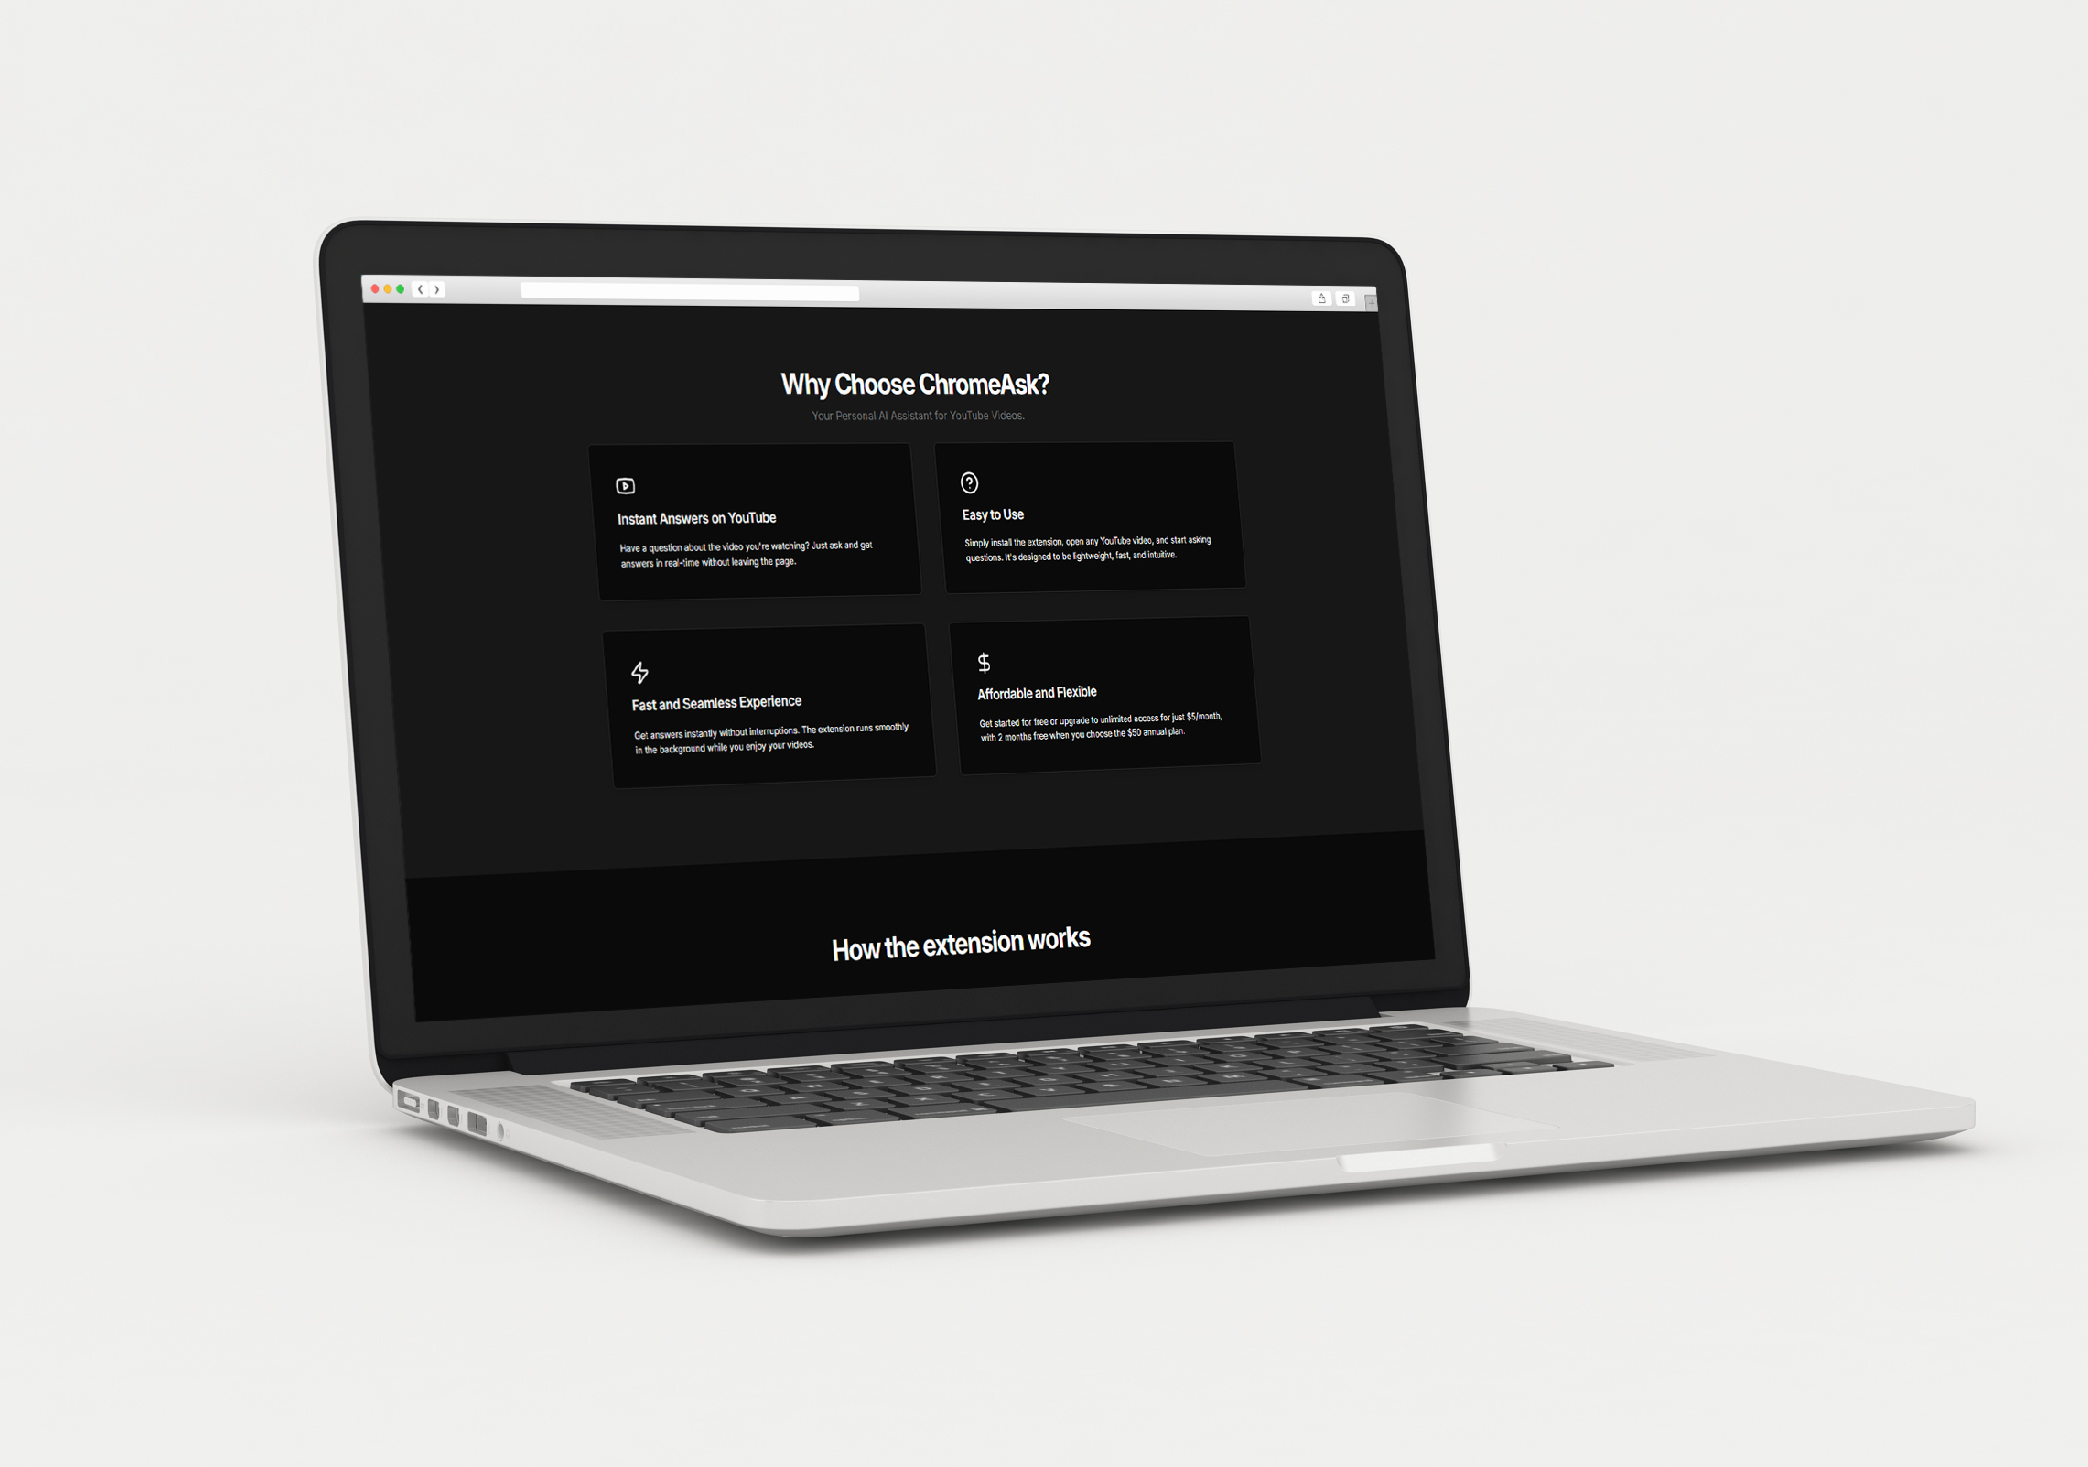 Why Choose ChromeAsk?
Your Personal AI Assistant for YouTube Videos.
Instant Answers on YouTube
Have a question about the video you're watching? Just ask and get
answers in real-time without leaving the page.
Easy to Use
Simply install the extension, open any YouTube video, and start asking
questions. It's designed to be lightweight, fast, and intuitive.
Fast and Seamless Experience
Get answers instantly without interruptions. The extension runs smoothly
in the background while you enjoy your videos.
Affordable and Flexible
Get started for free or upgrade to unlimited access for just $5/month,
with 2 months free when you choose the $50 annual plan.
How the extension works